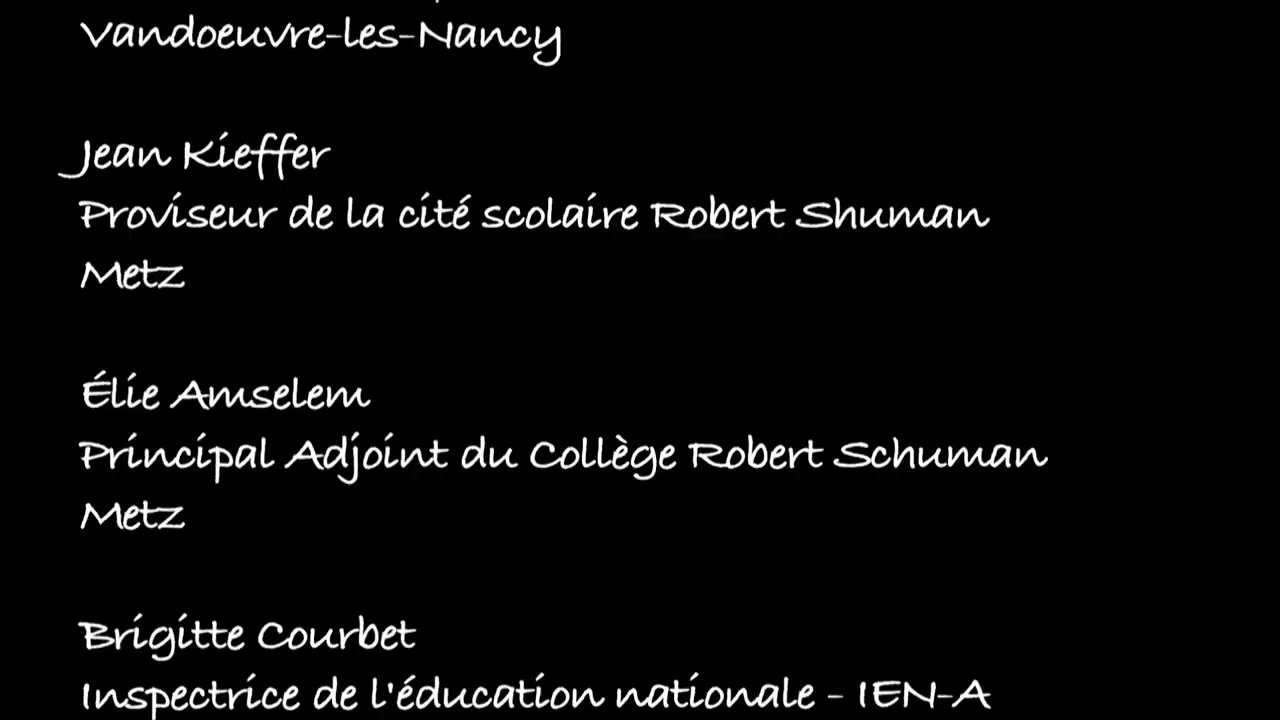 Vandoeuvre-les-Nancy
Jean Kieffer
Proviseur de la cité scolaire Robert Shuman
Metz
Élie Amselem
Principal Adjoint du Collège Robert Schuman
Metz
Brigitte Courbet
Inspectrice de l'éducation nationale - IEN-A